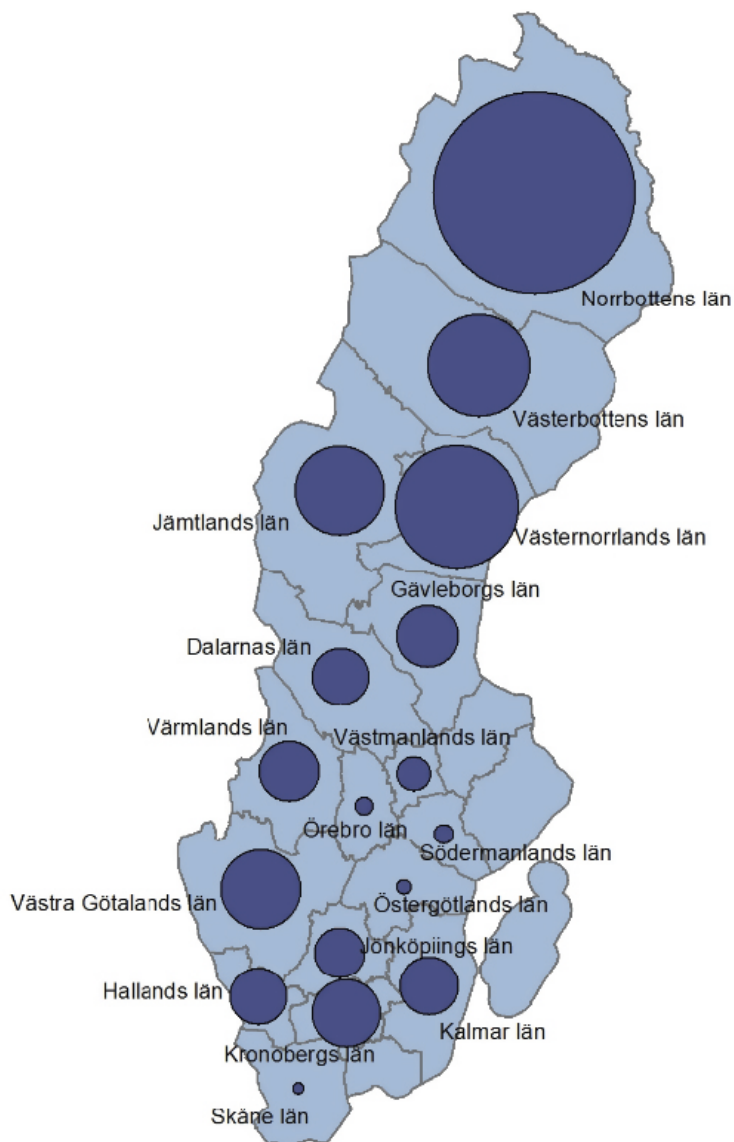 Norrbottens län
Västerbottens län
Jämtlands län
Västernorrlands län
Gävleborgs län
Dalarnas län
Värmlands län
Västmanlands län
Örebro län
Södermanlands län
Västra Götalands län
Östergötlands län
Jönköpiings län
Hallands län
Kalmar län
Kronobergs län
Skåne län